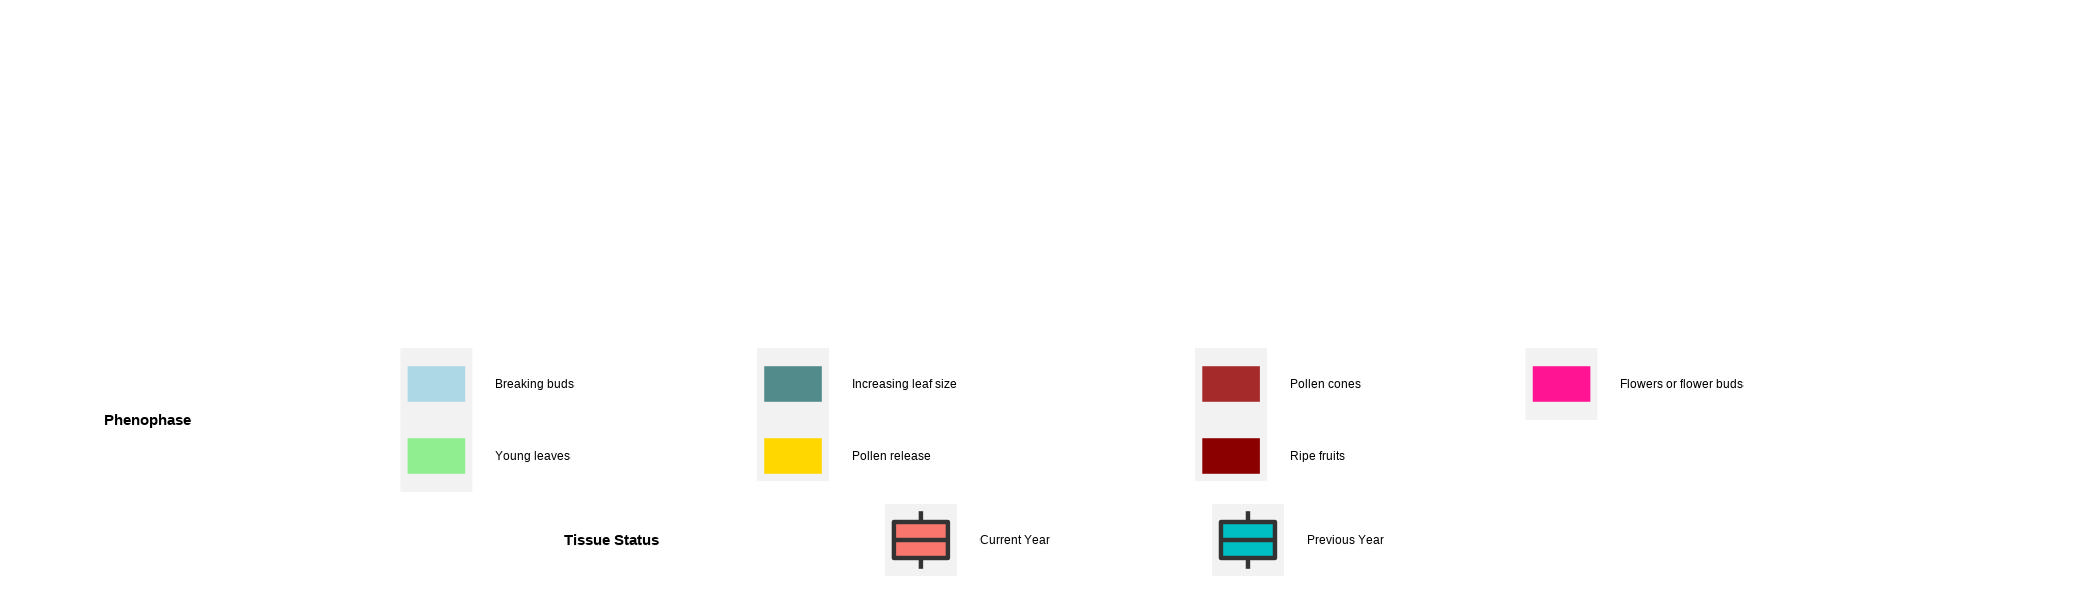 Breaking buds Increasing leaf size Pollen cones Flowers or flower buds
Phenophase
Young leaves Pollen release Ripe fruits
Tissue Status Current Year Previous Year